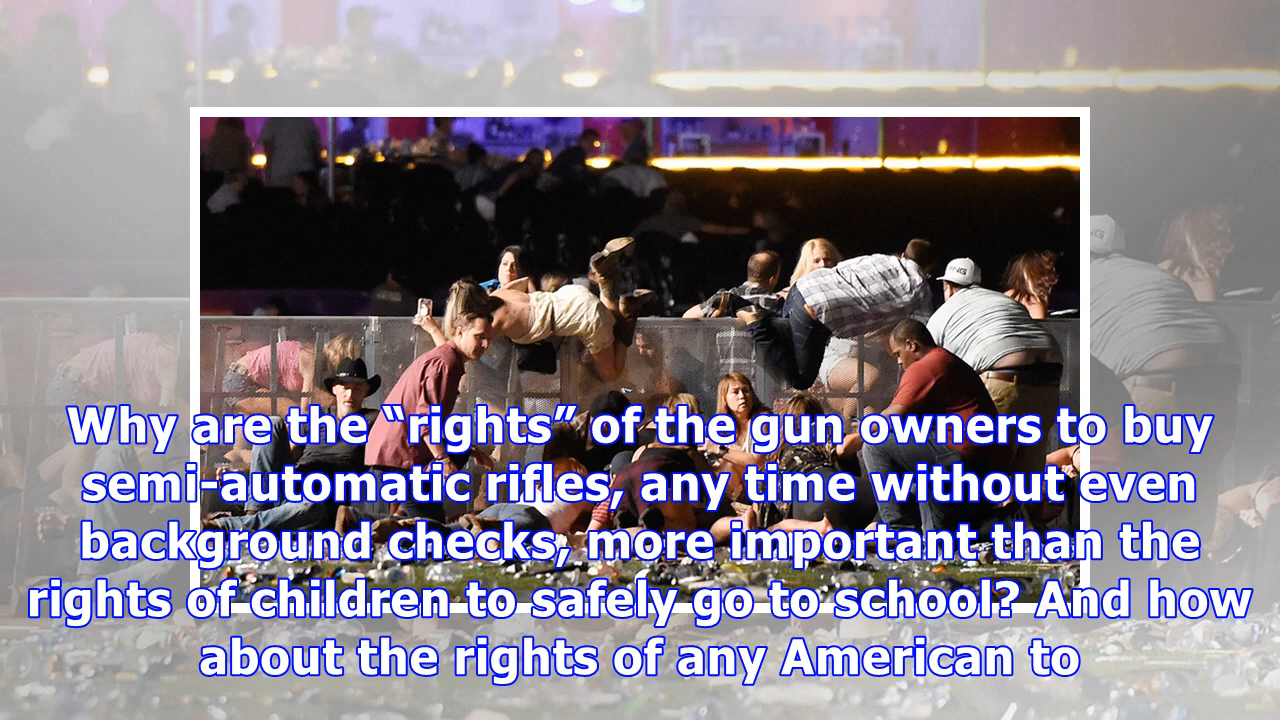 PING
NG
Why are the “rights” of the gun owners to buy
semi-automatic rifles, any time without even
background checks, more important than the
rights of children to safely go to school? And how
about the rights of any American to